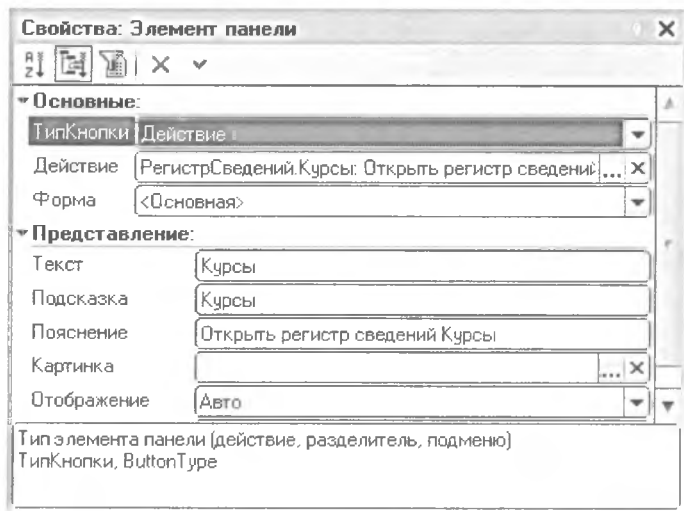 Свойства: Элемент панели
Основные:
ТипКнопки Действие
Действие РегистрСведений.Курсы: Открыть регистр сведений ...
Форма <Основная>
Представление:
Текст Курсы
Подсказка Курсы
Пояснение Открыть регистр сведений Курсы
Картинка ...
Отображение Авто
Тип элемента панели (действие, разделитель, подменю)
ТипКнопки, ButtonType